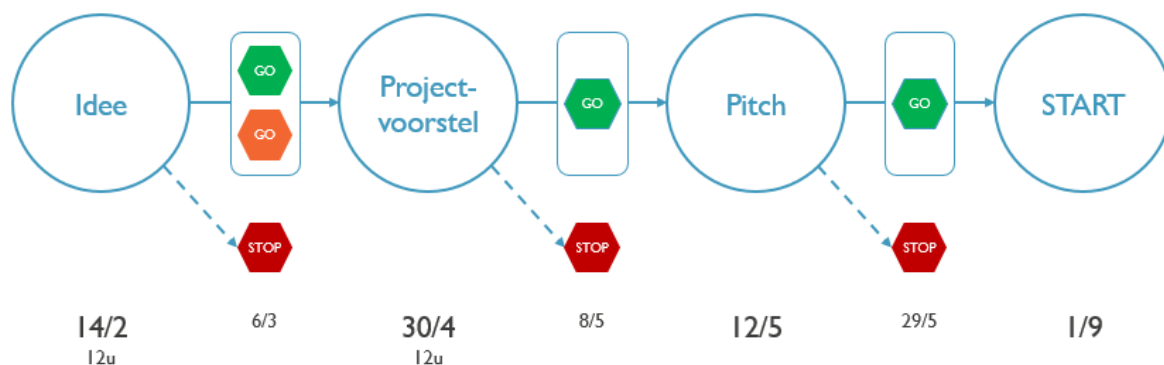 Idee
GO
GO
STOP
Project-
voorstel
GO
STOP
Pitch
GO
STOP
START
14/2
12u
6/3
30/4
12u
8/5
12/5
29/5
1/9